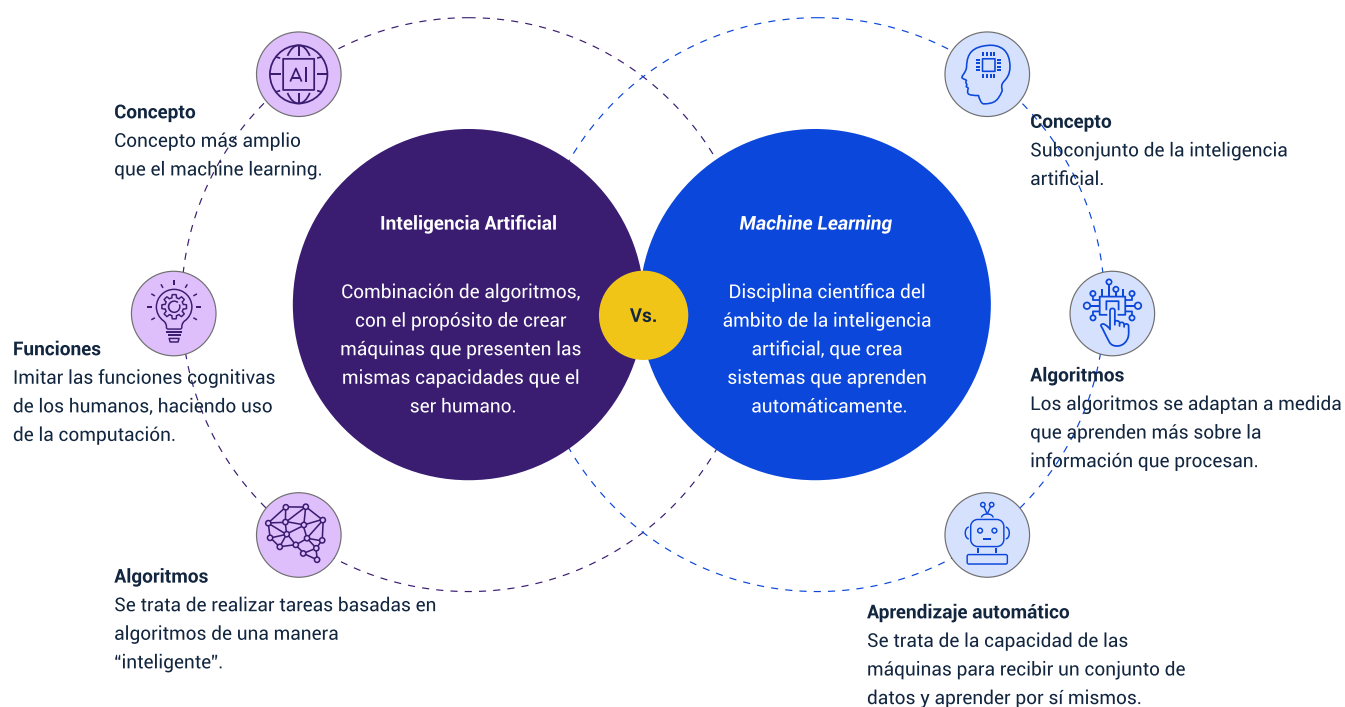 AI
Concepto
Concepto más amplio
que el machine learning.
Funciones
Imitar las funciones cognitivas
de los humanos, haciendo uso
de la computación.
Algoritmos
Se trata de realizar tareas basadas en
algoritmos de una manera
“inteligente”.
Inteligencia Artificial
Combinación de algoritmos,
con el propósito de crear
máquinas que presenten las
mismas capacidades que el
ser humano.
Vs.
Machine Learning
Disciplina científica del
ámbito de la inteligencia
artificial, que crea
sistemas que aprenden
automáticamente.
Concepto
Subconjunto de la inteligencia
artificial.
Algoritmos
Los algoritmos se adaptan a medida
que aprenden más sobre la
información que procesan.
Aprendizaje automático
Se trata de la capacidad de las
máquinas para recibir un conjunto de
datos y aprender por sí mismos.